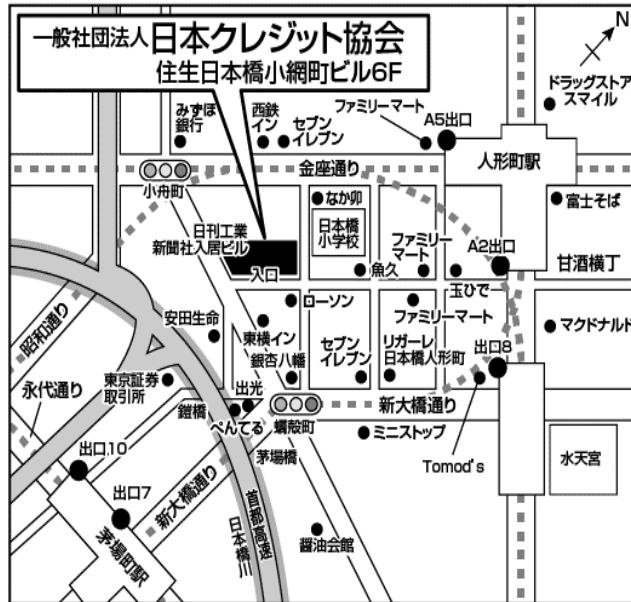 一般社団法人 日本クレジット協会
住生日本橋小網町ビル6F
N
ドラッグストア
スマイル
みずほ
銀行
西鉄
イン
セブン
イレブン
ファミリーマート
A5出口
人形町駅
金座通り
小舟町
なか卯
富士そば
日本橋
小学校
日刊工業
新聞社入居ビル
入口
ファミリー
マート
A2出口
甘酒横丁
魚久
玉ひで
ローソン
ファミリーマート
マクドナルド
昭和通り
安田生命
東横イン
銀杏八幡
セブン
イレブン
リガーレ
日本橋人形町
出口8
永代通り
東京証券
取引所
出光
鎧橋
ぺんてる
蛎殻町
新大橋通り
ミニストップ
Tomod's
水天宮
茅場橋
出口10
出口7
新大橋通り
首都高速
日本橋川
茅場町駅
醤油会館